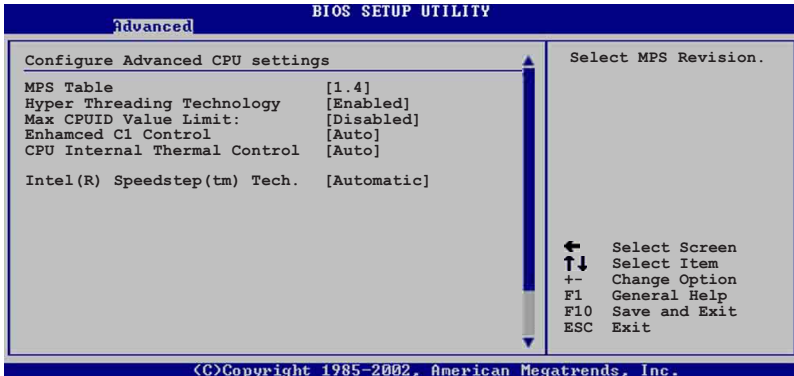 BIOS SETUP UTILITY
Advanced
Configure Advanced CPU settings
MPS Table [1.4]
Hyper Threading Technology [Enabled]
Max CPUID Value Limit: [Disabled]
Enhamced C1 Control [Auto]
CPU Internal Thermal Control [Auto]
Intel(R) Speedstep(tm) Tech. [Automatic]
Select MPS Revision.
← Select Screen
↑↓ Select Item
+- Change Option
F1 General Help
F10 Save and Exit
ESC Exit
(C)Copyright 1985-2002, American Megatrends, Inc.